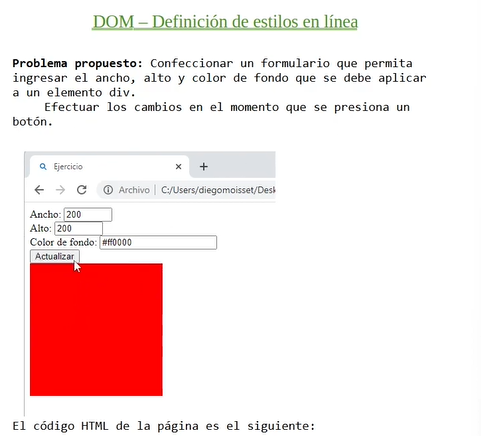 DOM – Definición de estilos en línea
Problema propuesto: Confeccionar un formulario que permita
ingresar el ancho, alto y color de fondo que se debe aplicar
a un elemento div.
Efectuar los cambios en el momento que se presiona un
botón.
Ejercicio
Archivo | C:/Users/diegomoisset/Desk
Ancho: 200
Alto: 200
Color de fondo: #ff0000
Actualizar
El código HTML de la página es el siguiente: